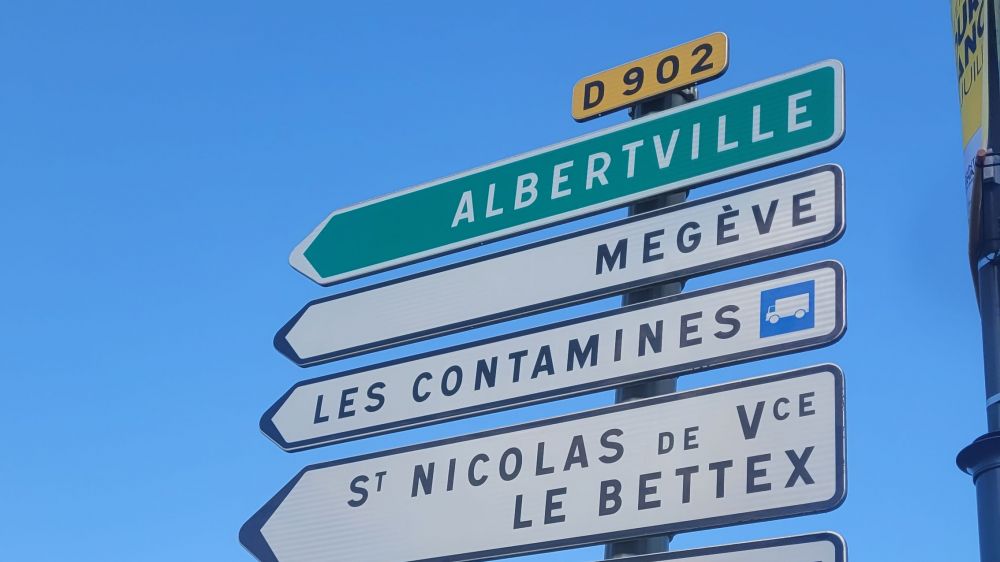 D 902
ALBERTVILLE
MEGÈVE
LES CONTAMINES
ST NICOLAS DE VCE
LE BETTEX